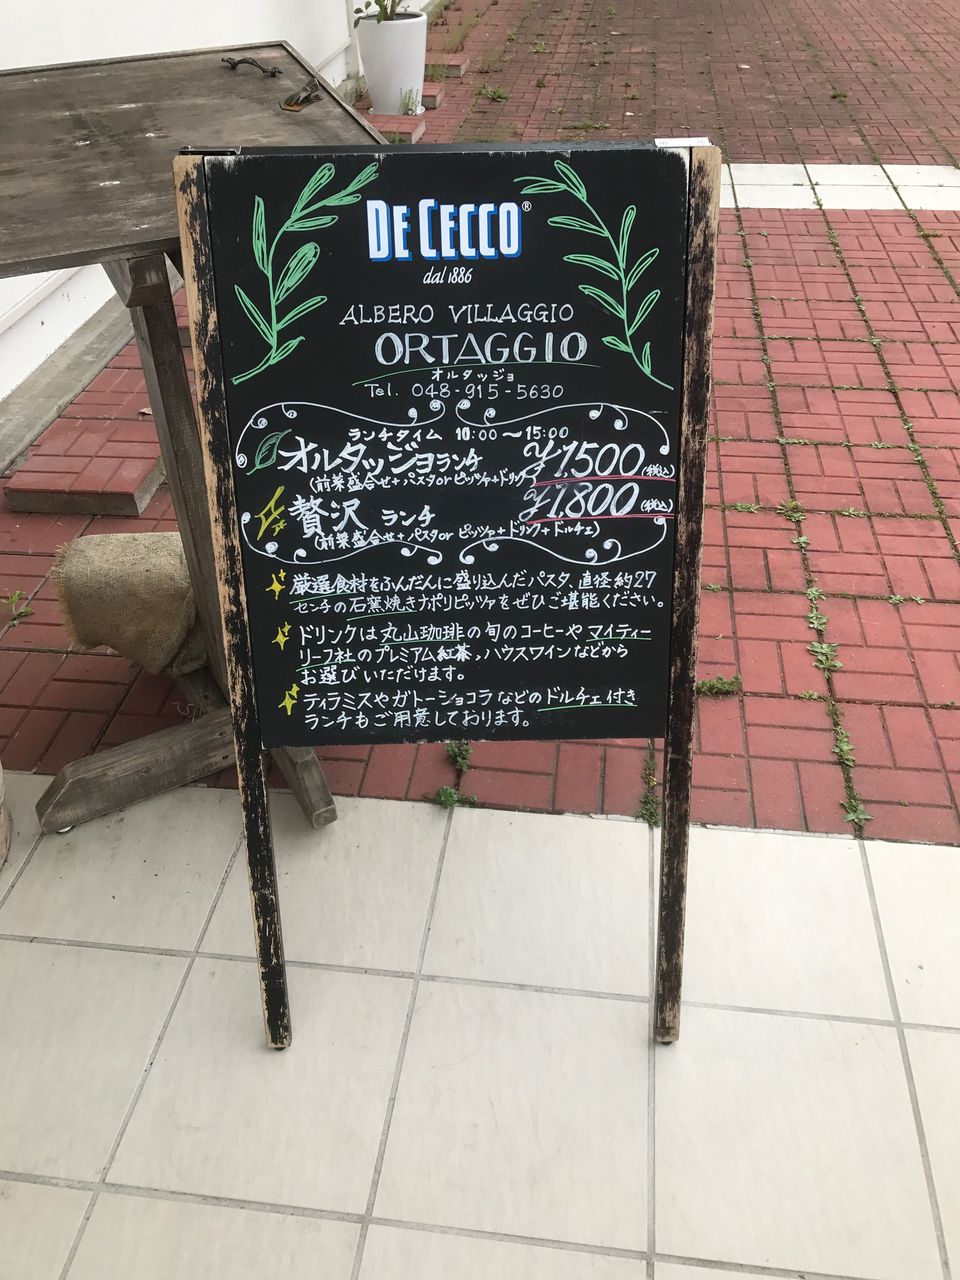 DE CECCO®
dal 1886
ALBERO VILLAGGIO
ORTAGGIO
オルタッジョ
Tel. 048-915-5630
ランチタイム 10:00〜15:00
オルタッジョランチ ¥1,500(税込)
(前菜盛合せ+パスタorピッツァ+ドリンク)
贅沢 ランチ ¥1,800(税込)
(前菜盛合せ+パスタor ピッツァ+ドリンク+ドルチェ)
厳選食材をふんだんに盛り込んだパスタ、直径約27
センチの石窯焼きナポリピッツァをぜひご堪能ください。
ドリンクは丸山珈琲の旬のコーヒーやマイティー
リーフ社のプレミアム紅茶、ハウスワインなどから
お選びいただけます。
ティラミスやガトーショコラなどのドルチェ付き
ランチもご用意しております。